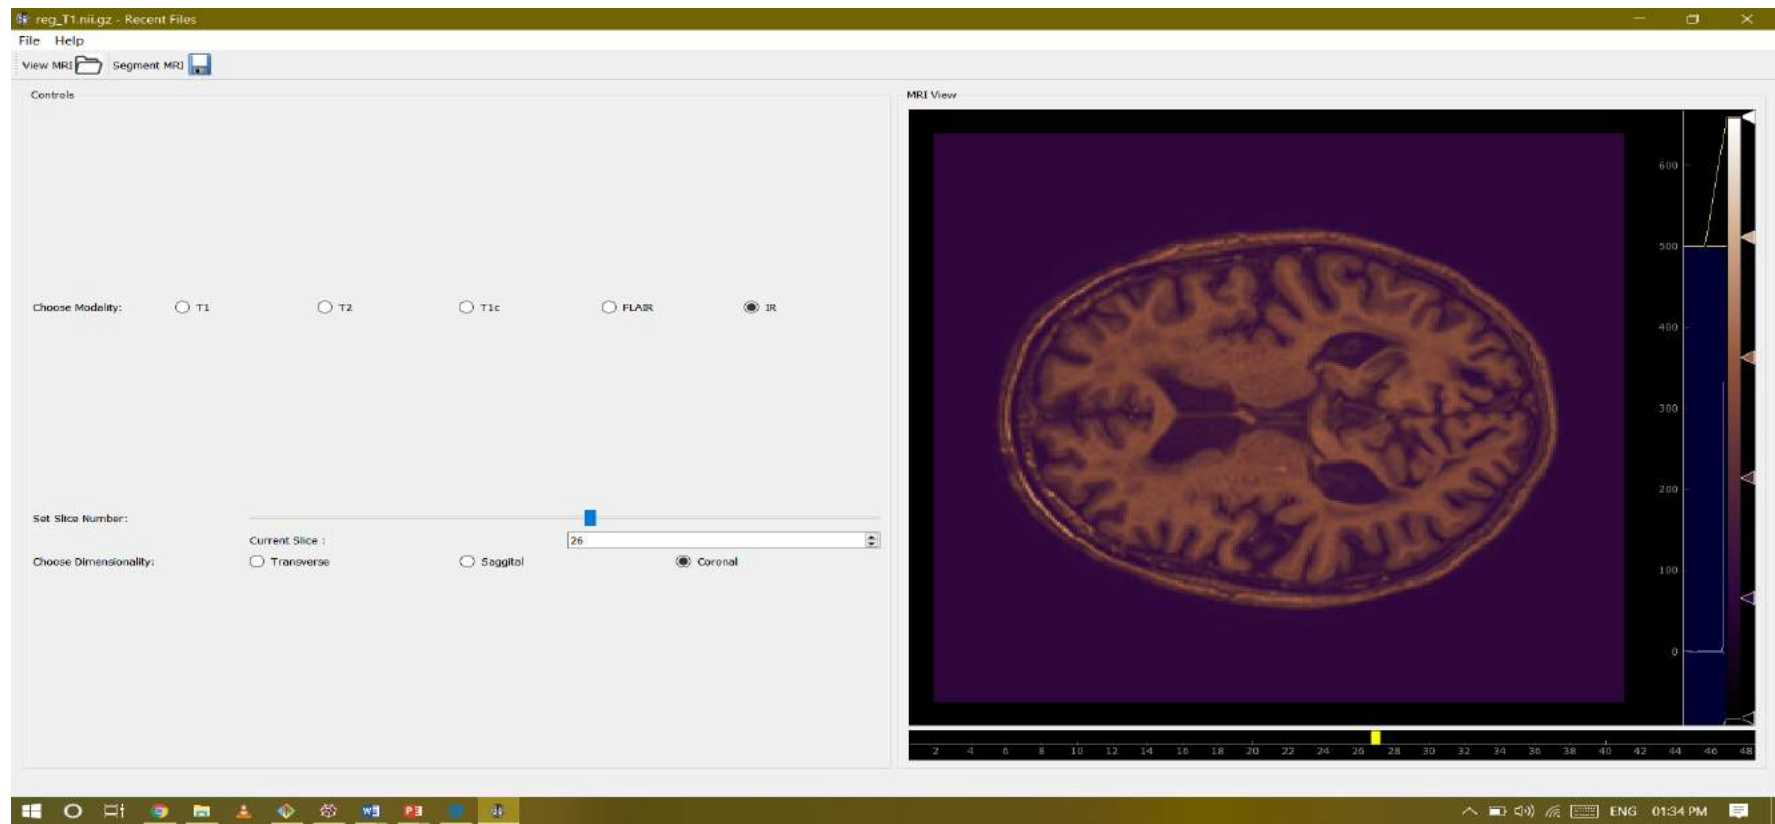 reg_T1.nii.gz - Recent Files
File Help
View MRI Segment MRI
Controls
MRI View
Choose Modality: T1 T2 T1c FLAIR IR
Set Slice Number:
Current Slice : 26
Choose Dimensionality: Transverse Saggital Coronal
600
500
400
300
200
100
0
2 4 6 8 10 12 14 16 18 20 22 24 26 28 30 32 34 36 38 40 42 44 46 48
ENG 01:34 PM